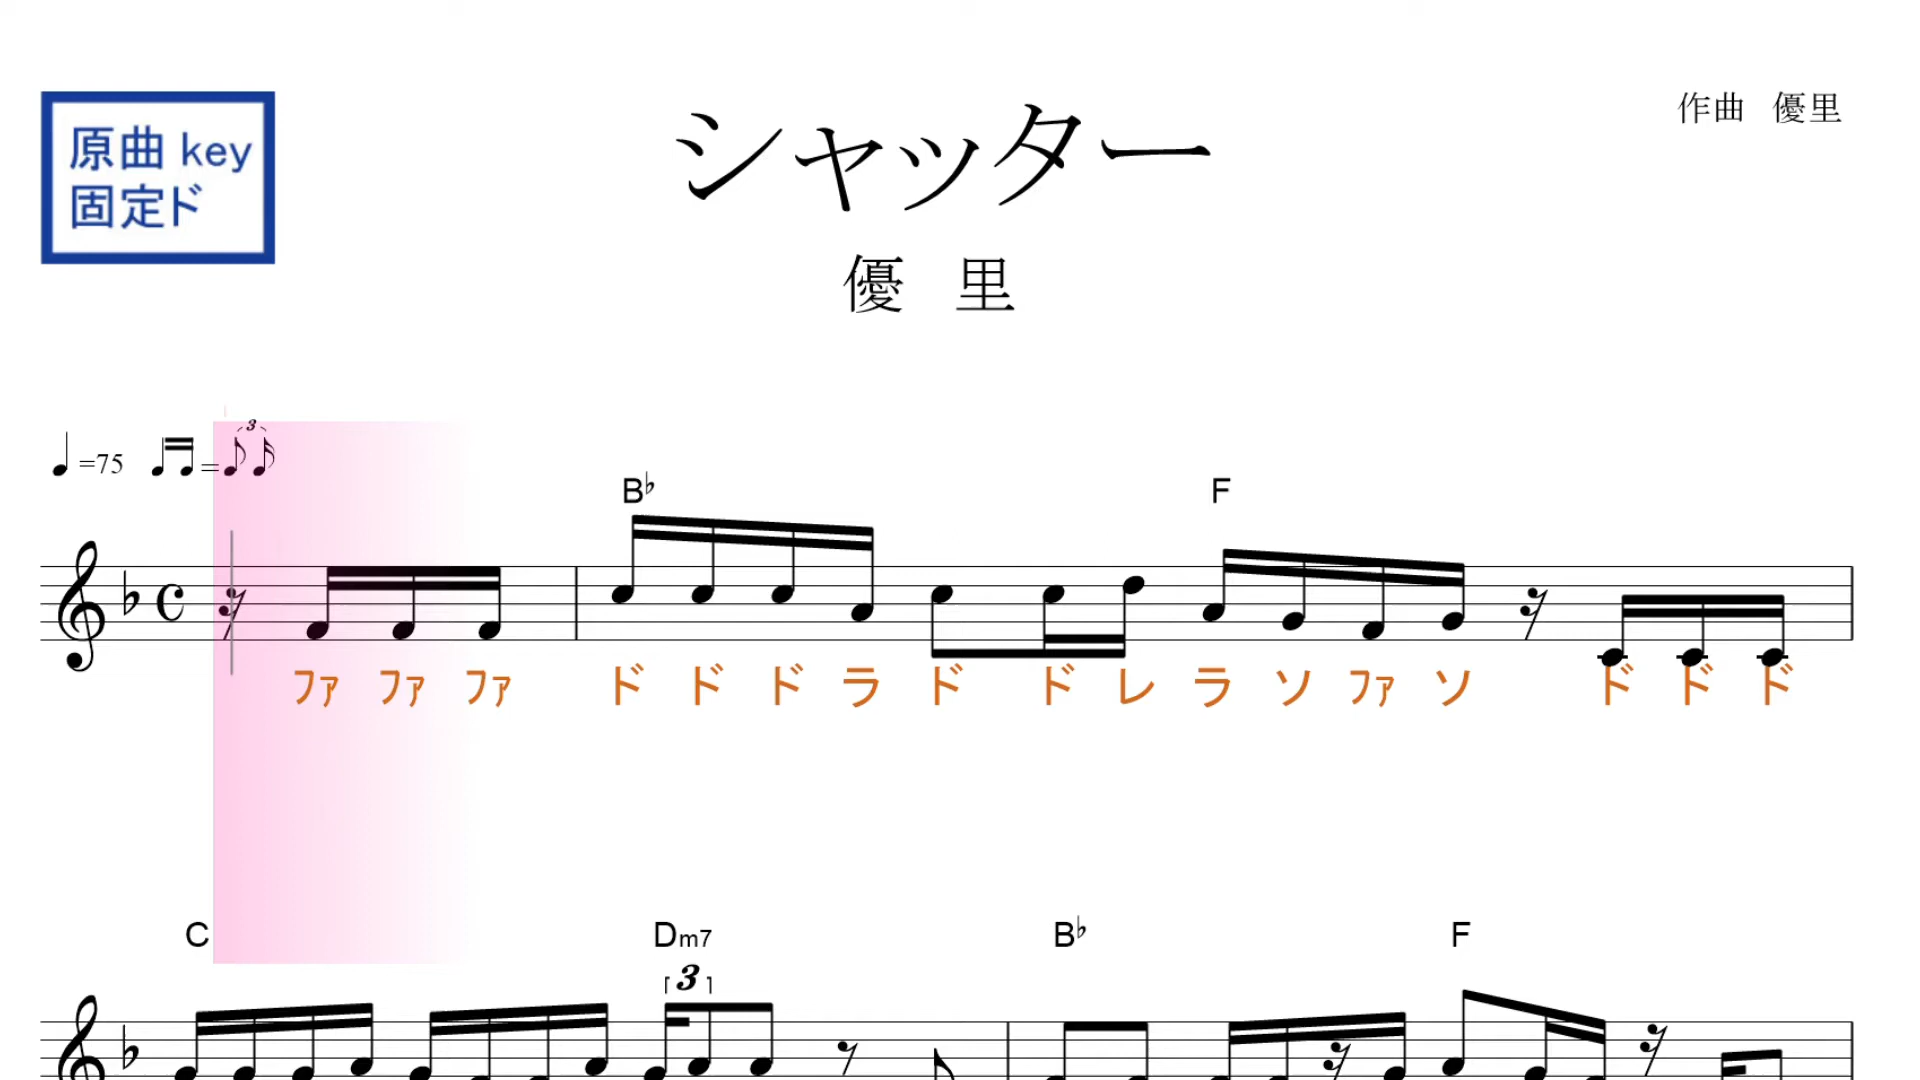 原曲 key
固定ド
シャッター
作曲 優里
優 里
=75 = 3
B♭ F
ファ ファ ファ ド ド ド ラ ド ド レ ラ ソ ファ ソ ド ド ド
C Dm7 B♭ F
3